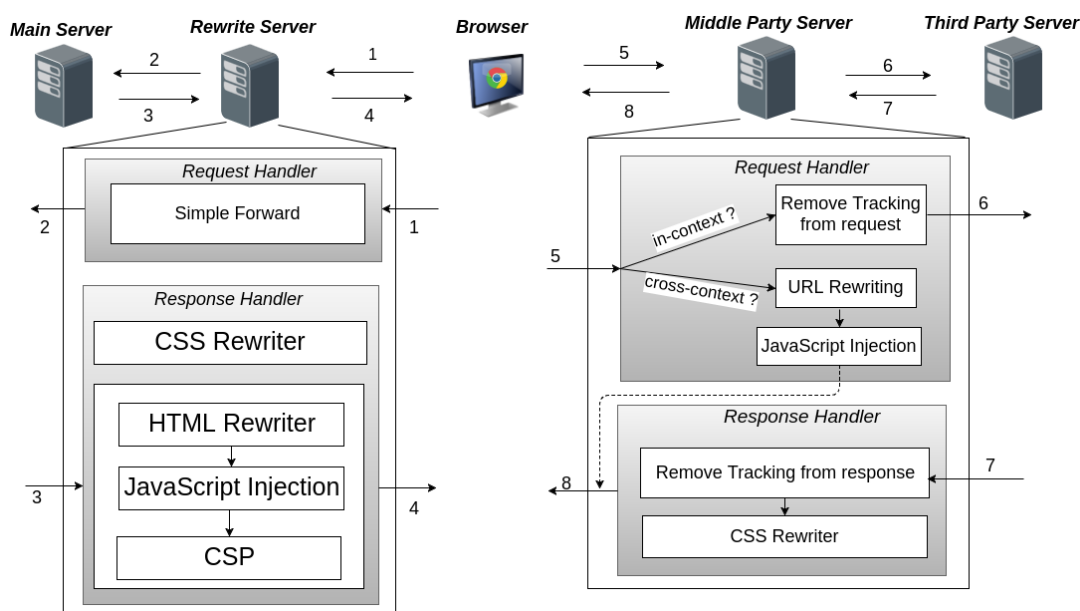 Main Server
Rewrite Server
Browser
Middle Party Server
Third Party Server
2
3
1
4
5
8
6
7
Request Handler
Simple Forward
2
1
Response Handler
CSS Rewriter
HTML Rewriter
JavaScript Injection
CSP
3
4
Request Handler
in-context ?
Remove Tracking
from request
6
5
cross-context ?
URL Rewriting
JavaScript Injection
Response Handler
Remove Tracking from response
7
8
CSS Rewriter